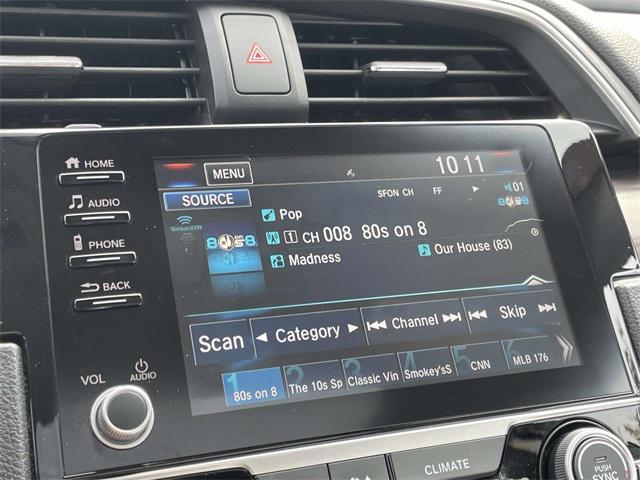 HOME
AUDIO
PHONE
BACK
VOL
AUDIO
MENU
10 11
SOURCE
SFON CH FF
01
SiriusXM
Pop
1 CH 008 80s on 8
Madness
Our House (83)
Scan
Category
Channel
Skip
1 80s on 8
2 The 10s Sp
3 Classic Vin
4 Smokey'sS
5 CNN
6 MLB 176
CLIMATE
PUSH
SYNC